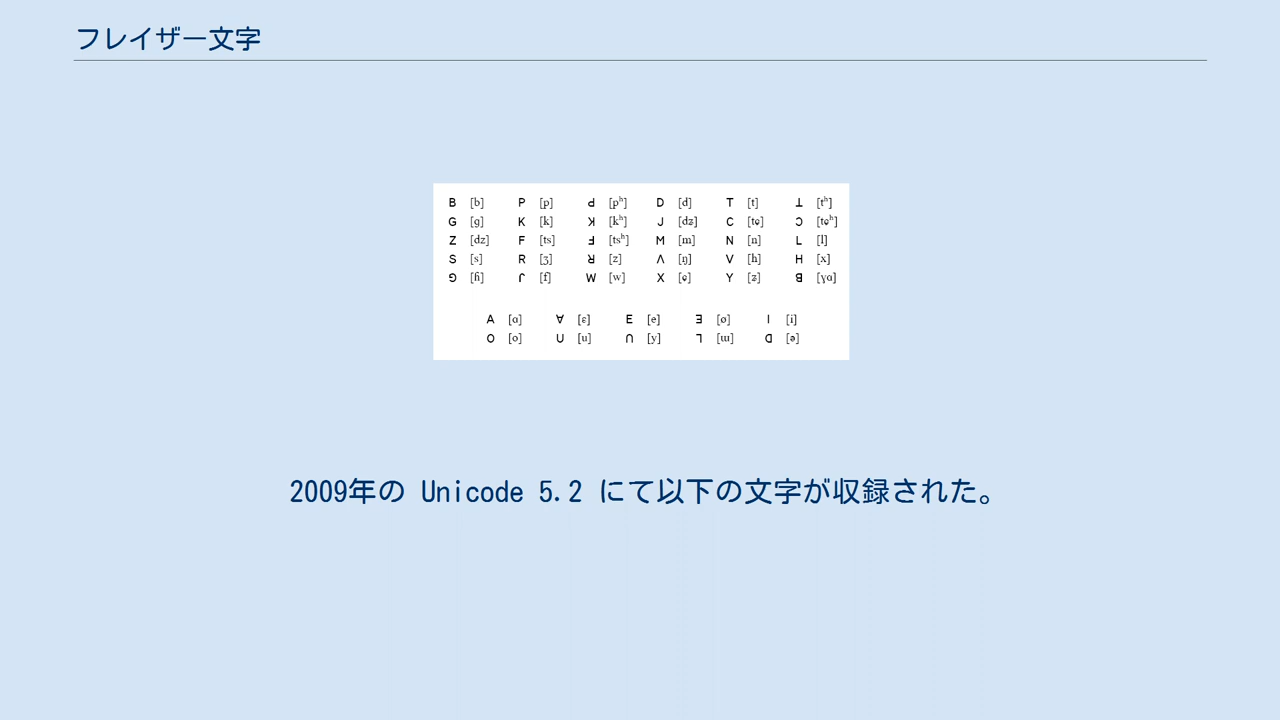 フレイザー文字
B [b] P [p] ꓒ [pʰ] D [d] T [t] ꓕ [tʰ]
G [g] K [k] ꓘ [kʰ] J [dʑ] C [tɕ] ꓛ [tɕʰ]
Z [dz] F [ts] ꓞ [tsʰ] M [m] N [n] L [l]
S [s] R [ʒ] ꓤ [z] Λ [ŋ] V [h] H [x]
ꓨ [ɦ] ꓩ [f] W [w] X [ɕ] Y [ʑ] ꓭ [ɣɑ]
A [ɑ] ∀ [ɛ] E [e] Ǝ [ø] I [i]
O [o] U [u] ꓵ [y] ꓶ [ɯ] ꓷ [ə]
2009年の Unicode 5.2 にて以下の文字が収録された。